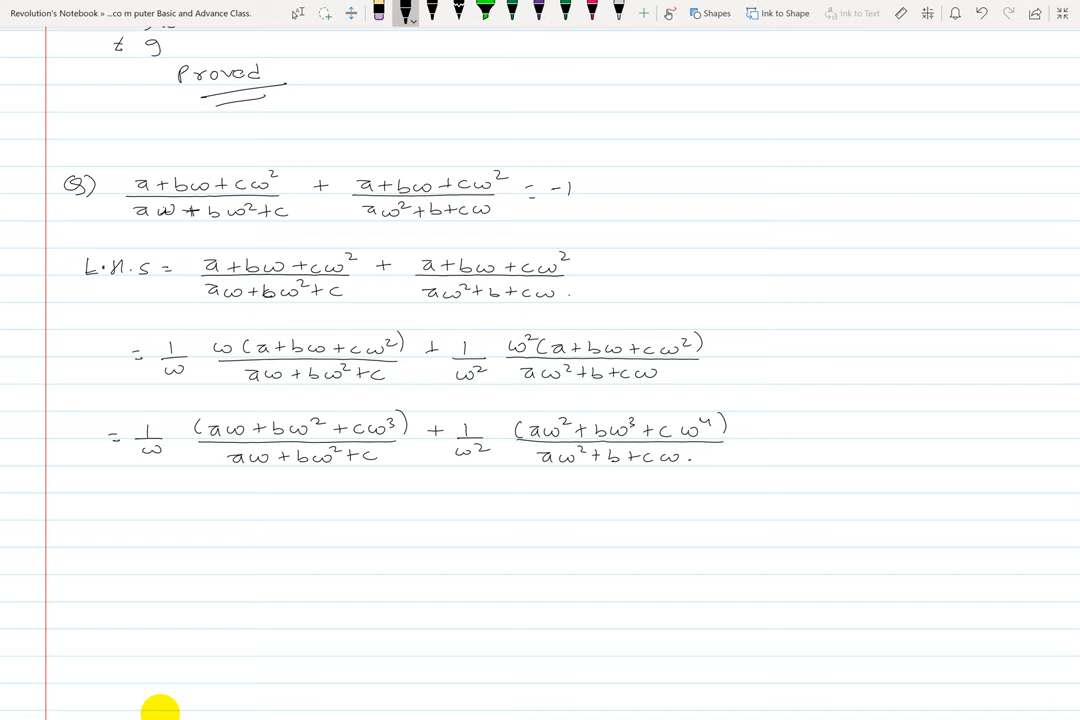 Revolution's Notebook » ...co m puter Basic and Advance Class.
Shapes
Ink to Shape
Ink to Text
t g
Proved
Q) (a+bω+cω²)/(aω+bω²+c) + (a+bω+cω²)/(aω²+b+cω) = -1
L.H.S = (a+bω+cω²)/(aω+bω²+c) + (a+bω+cω²)/(aω²+b+cω).
= 1/ω ω(a+bω+cω²)/(aω+bω²+c) + 1/ω² ω²(a+bω+cω²)/(aω²+b+cω)
= 1/ω (aω+bω²+cω³)/(aω+bω²+c) + 1/ω² (aω²+bω³+cω⁴)/(aω²+b+cω).